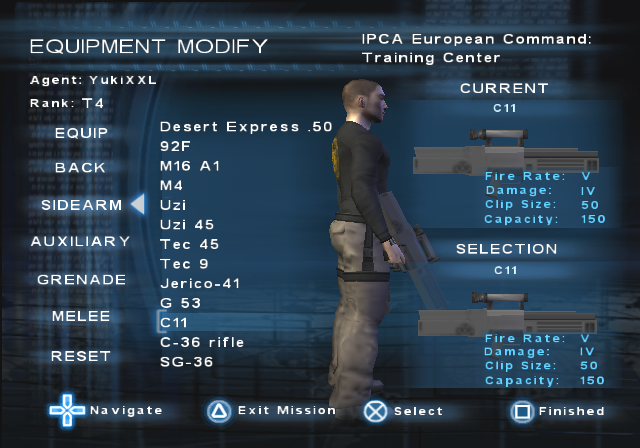 EQUIPMENT MODIFY
IPCA European Command:
Training Center
Agent: YukiXXL
Rank: T4
EQUIP
BACK
SIDEARM
AUXILIARY
GRENADE
MELEE
RESET
Desert Express .50
92F
M16 A1
M4
Uzi
Uzi 45
Tec 45
Tec 9
Jerico-41
G 53
C11
C-36 rifle
SG-36
CURRENT
C11
Fire Rate: V
Damage: IV
Clip Size: 50
Capacity: 150
SELECTION
C11
Fire Rate: V
Damage: IV
Clip Size: 50
Capacity: 150
Navigate
Exit Mission
Select
Finished